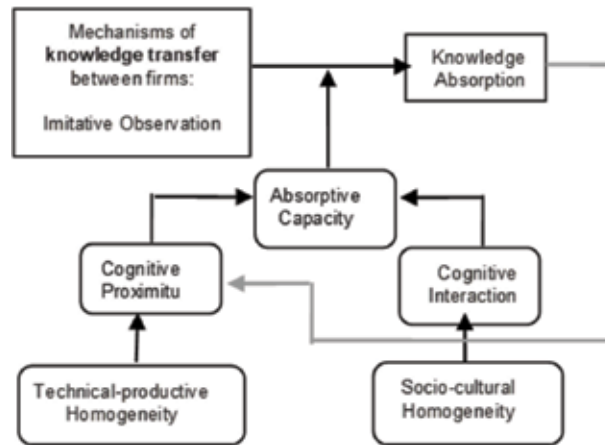 Mechanisms of
knowledge transfer
between firms:
Imitative Observation
Knowledge
Absorption
Absorptive
Capacity
Cognitive
Proximitu
Cognitive
Interaction
Technical-productive
Homogeneity
Socio-cultural
Homogeneity